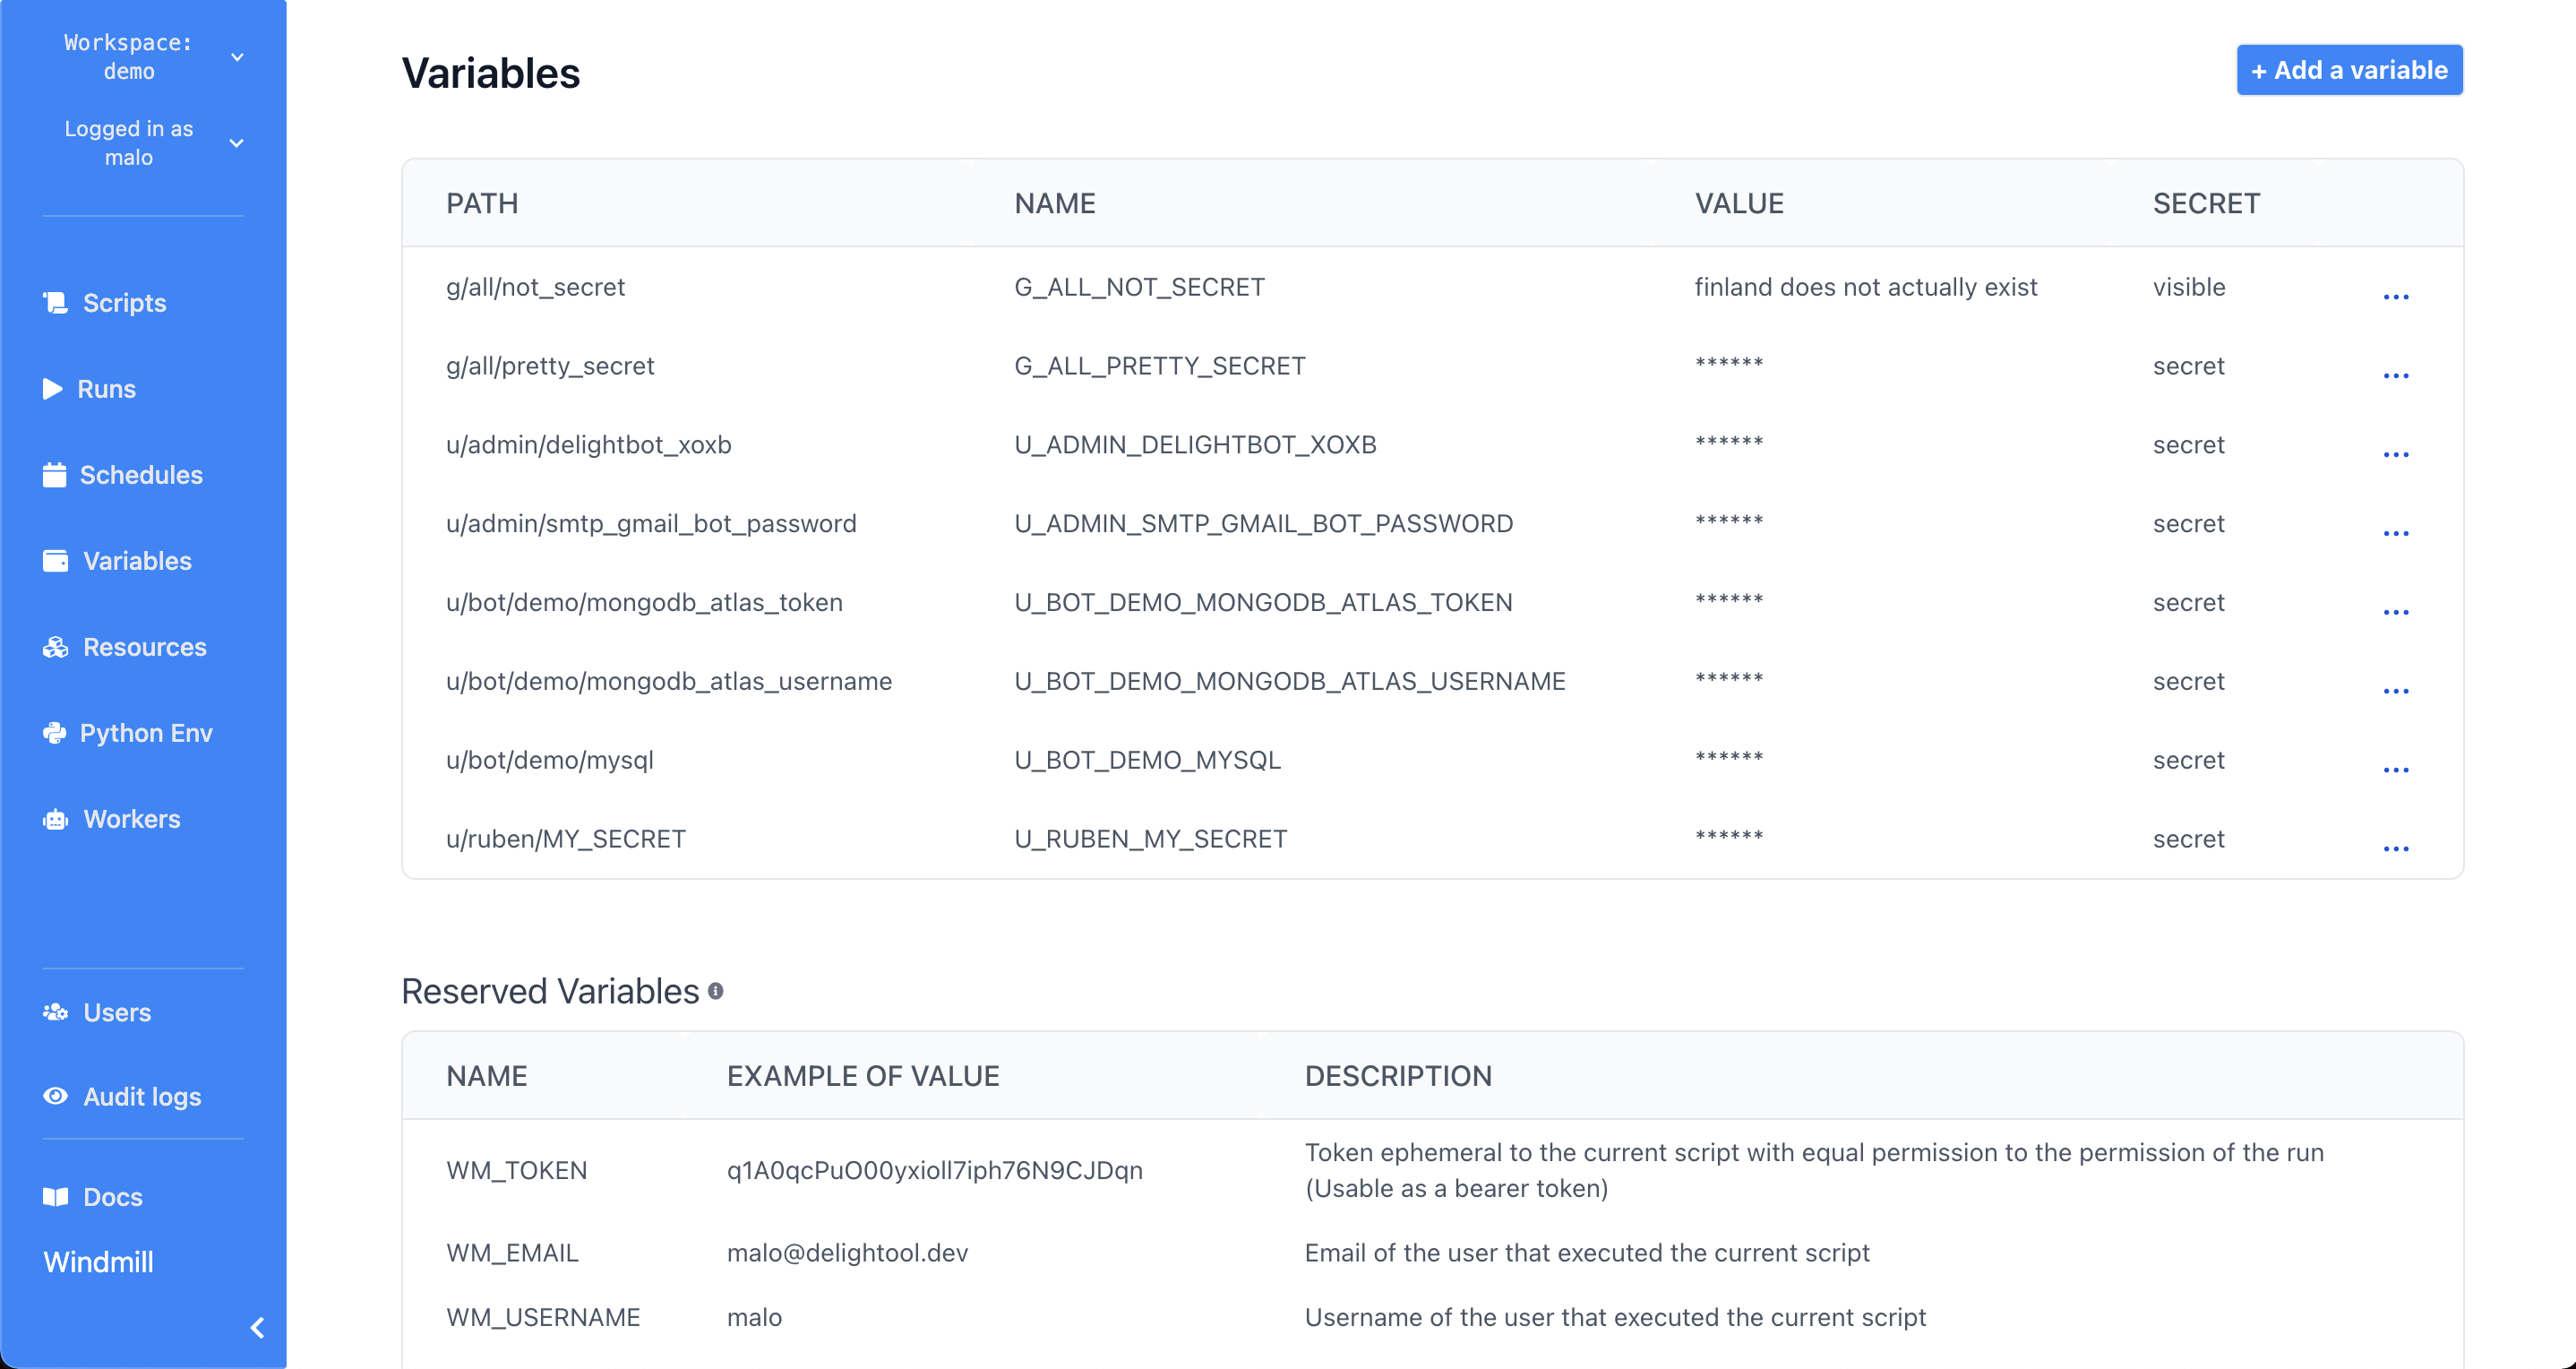 Workspace:
demo
Logged in as
malo
Scripts
Runs
Schedules
Variables
Resources
Python Env
Workers
Users
Audit logs
Docs
Windmill
Variables
+ Add a variable
PATH NAME VALUE SECRET
g/all/not_secret G_ALL_NOT_SECRET finland does not actually exist visible ...
g/all/pretty_secret G_ALL_PRETTY_SECRET ****** secret ...
u/admin/delightbot_xoxb U_ADMIN_DELIGHTBOT_XOXB ****** secret ...
u/admin/smtp_gmail_bot_password U_ADMIN_SMTP_GMAIL_BOT_PASSWORD ****** secret ...
u/bot/demo/mongodb_atlas_token U_BOT_DEMO_MONGODB_ATLAS_TOKEN ****** secret ...
u/bot/demo/mongodb_atlas_username U_BOT_DEMO_MONGODB_ATLAS_USERNAME ****** secret ...
u/bot/demo/mysql U_BOT_DEMO_MYSQL ****** secret ...
u/ruben/MY_SECRET U_RUBEN_MY_SECRET ****** secret ...
Reserved Variables
NAME EXAMPLE OF VALUE DESCRIPTION
WM_TOKEN q1A0qcPuO00yxioll7iph76N9CJDqn Token ephemeral to the current script with equal permission to the permission of the run
(Usable as a bearer token)
WM_EMAIL malo@delightool.dev Email of the user that executed the current script
WM_USERNAME malo Username of the user that executed the current script